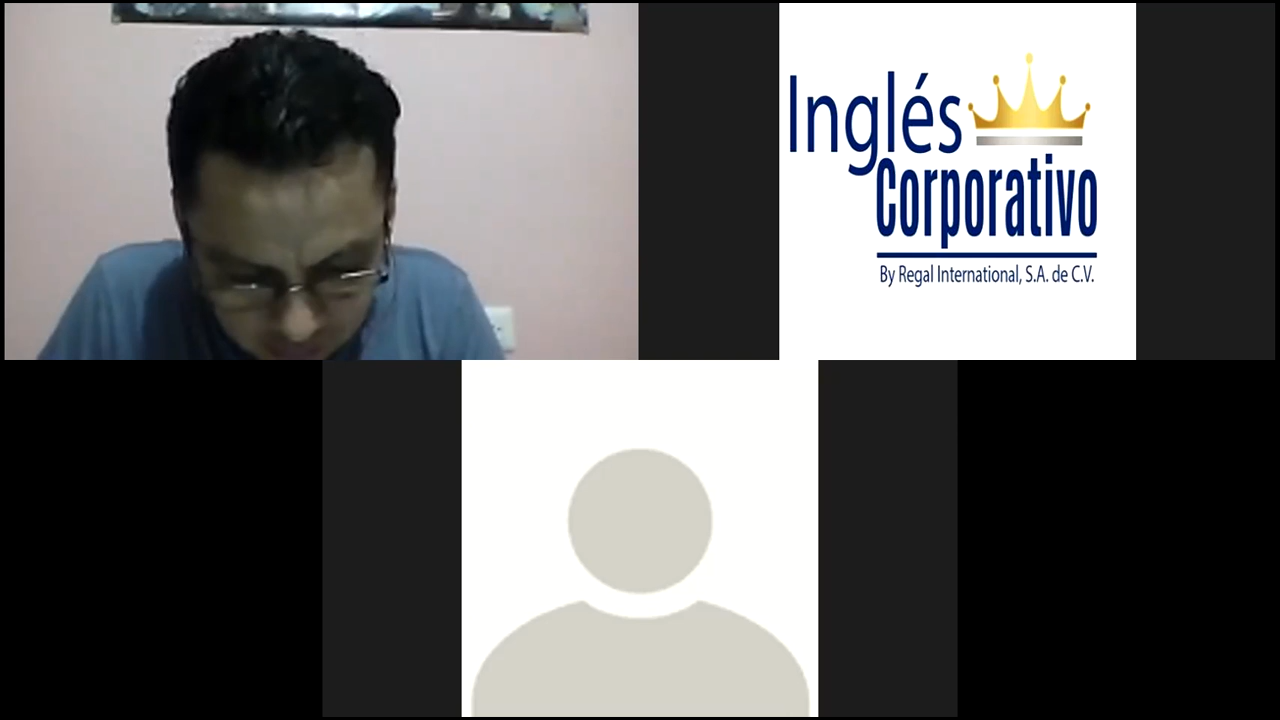 Inglés
Corporativo
By Regal International, S.A. de C.V.